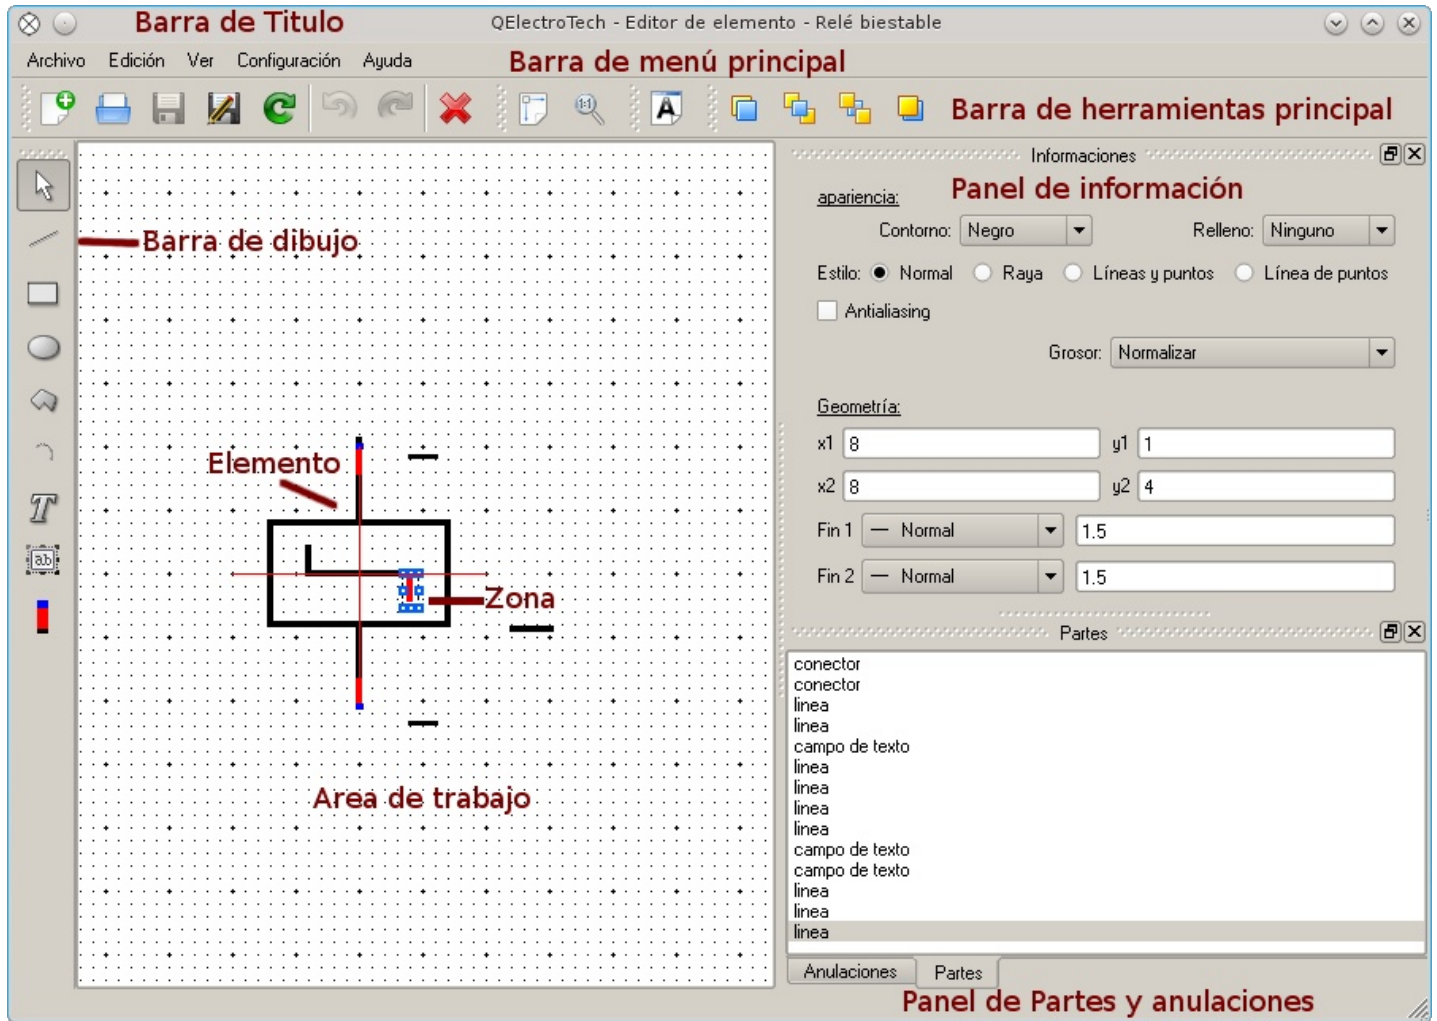 Barra de Titulo
QElectroTech - Editor de elemento - Relé biestable
Archivo Edición Ver Configuración Ayuda
Barra de menú principal
1:1
A
Barra de herramientas principal
Informaciones
Panel de información
apariencia:
Contorno: Negro Relleno: Ninguno
Estilo: Normal Raya Líneas y puntos Línea de puntos
Antialiasing
Grosor: Normalizar
Geometría:
x1 8 y1 1
x2 8 y2 4
Fin 1 Normal 1.5
Fin 2 Normal 1.5
Barra de dibujo
T
ab
Elemento
Zona
Area de trabajo
Partes
conector
conector
linea
linea
campo de texto
linea
linea
linea
linea
campo de texto
campo de texto
linea
linea
linea
Anulaciones Partes
Panel de Partes y anulaciones